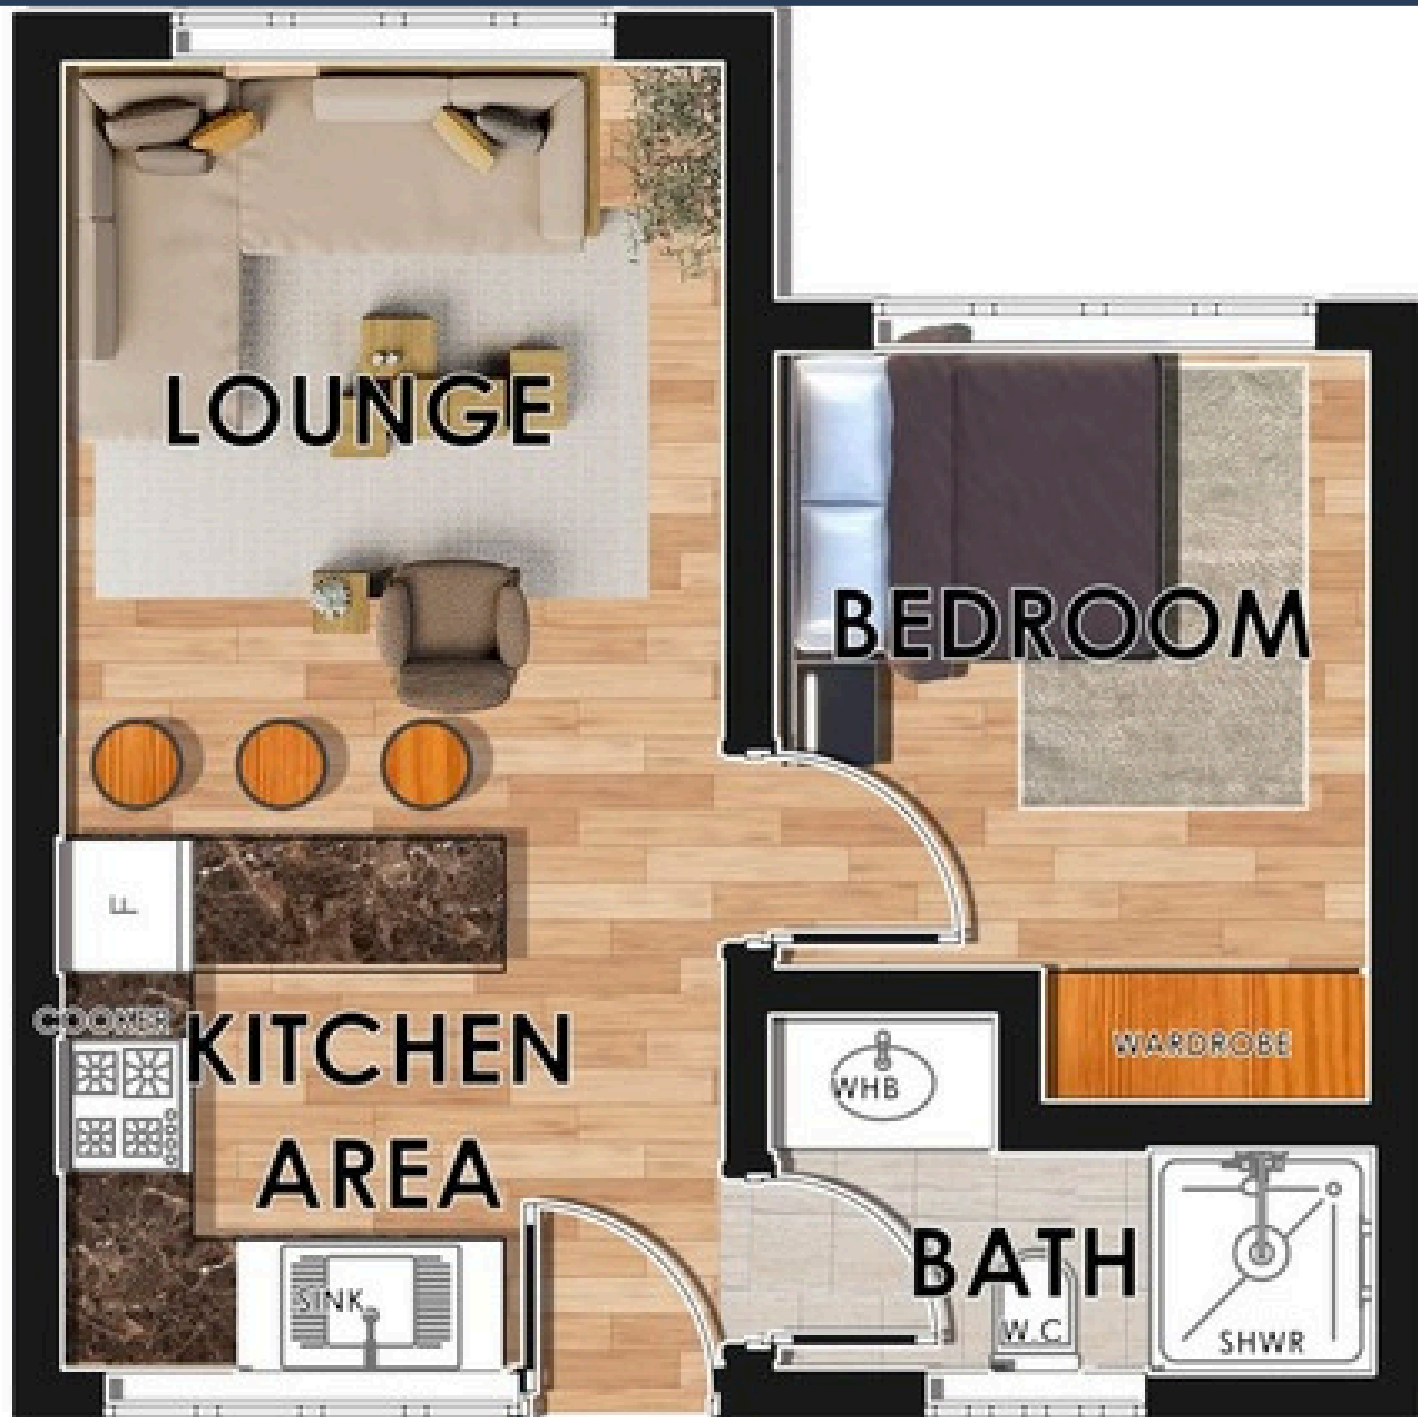 LOUNGE
BEDROOM
F
COOKER
KITCHEN
AREA
WARDROBE
WHB
BATH
SINK
W.C
SHWR